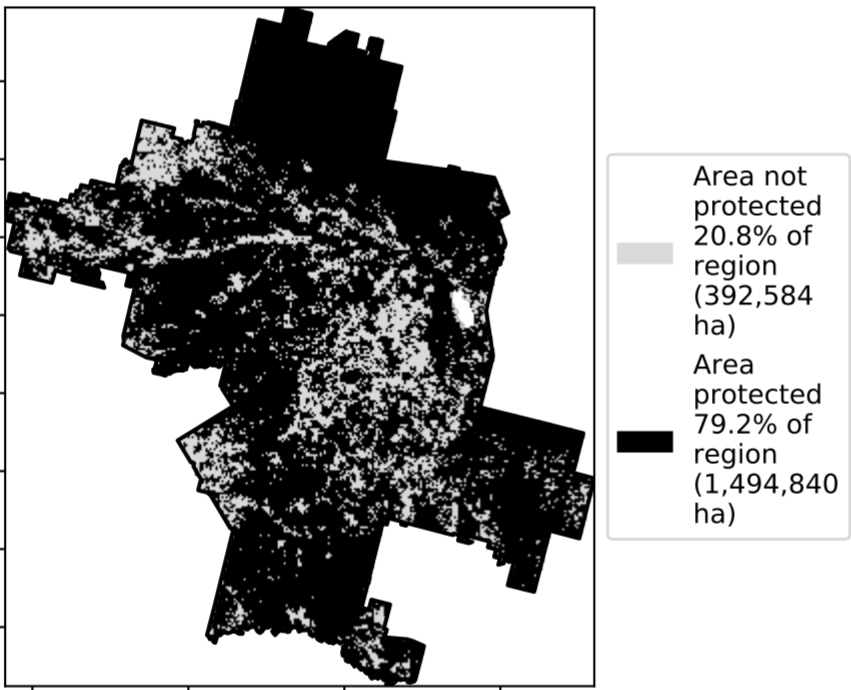 Area not
protected
20.8% of
region
(392,584
ha)
Area
protected
79.2% of
region
(1,494,840
ha)